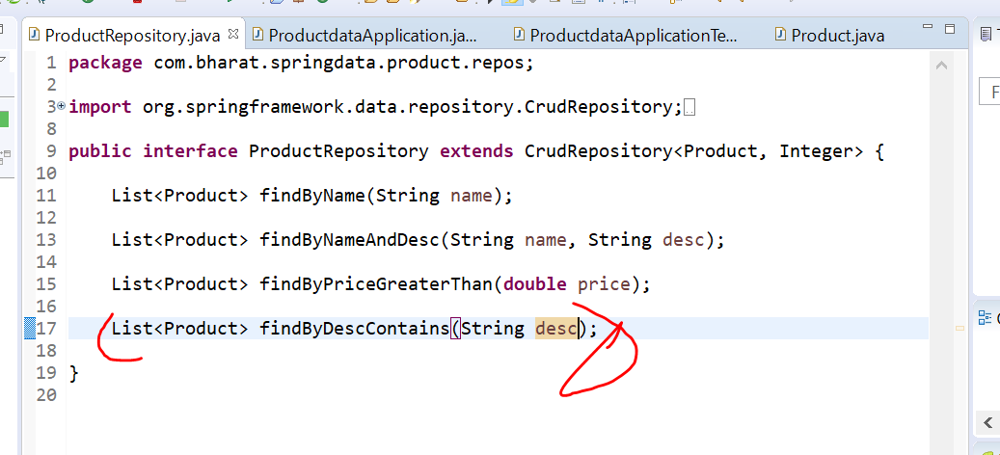 ProductRepository.java
ProductdataApplication.ja...
ProductdataApplicationTe...
Product.java
1 package com.bharat.springdata.product.repos;
2
3 import org.springframework.data.repository.CrudRepository;
8
9 public interface ProductRepository extends CrudRepository<Product, Integer> {
10
11 List<Product> findByName(String name);
12
13 List<Product> findByNameAndDesc(String name, String desc);
14
15 List<Product> findByPriceGreaterThan(double price);
16
17 List<Product> findByDescContains(String desc);
18
19 }
20